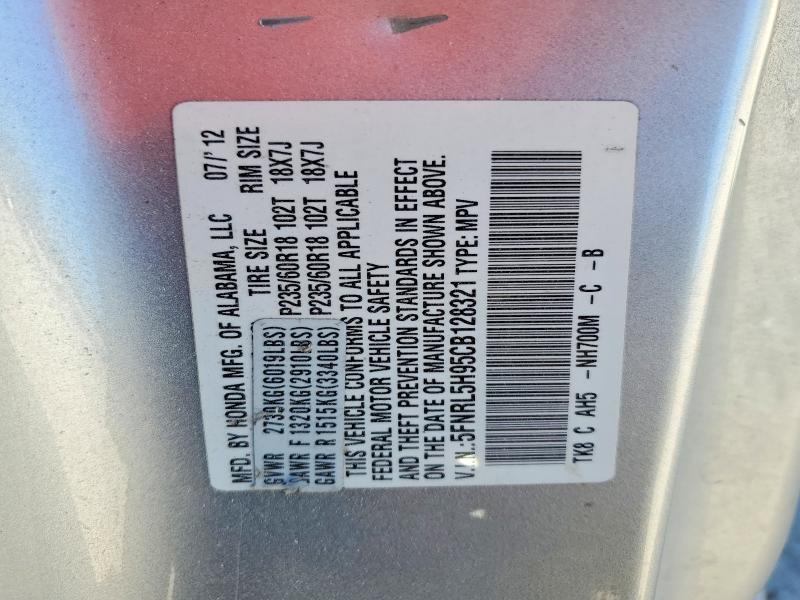 MFD. BY HONDA MFG. OF ALABAMA, LLC 07/'12
GVWR 2730KG(6019LBS) TIRE SIZE RIM SIZE
GAWR F 1320KG(2910LBS) P235/60R18 102T 18X7J
GAWR R 1515KG(3340LBS) P235/60R18 102T 18X7J
THIS VEHICLE CONFORMS TO ALL APPLICABLE
FEDERAL MOTOR VEHICLE SAFETY
AND THEFT PREVENTION STANDARDS IN EFFECT
ON THE DATE OF MANUFACTURE SHOWN ABOVE.
V.I.N.:5FNRL5H95CB128321 TYPE: MPV
TK8 C AH5 -NH700M -C -B